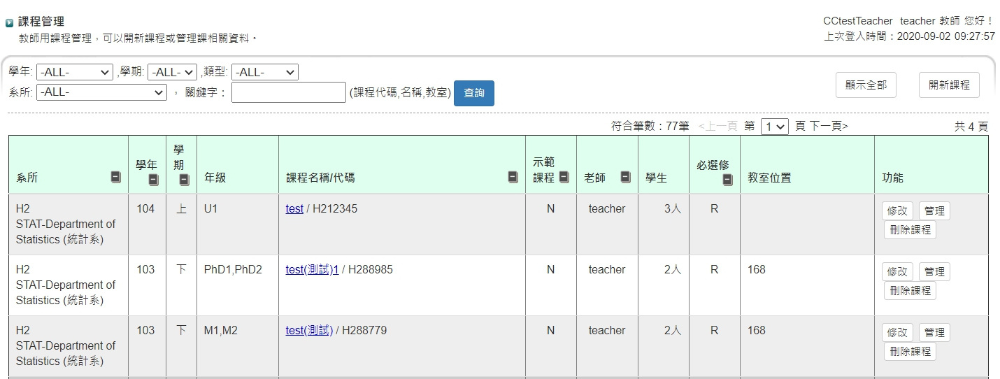 課程管理
教師用課程管理，可以開新課程或管理課相關資料。
CCtestTeacher teacher 教師 您好！
上次登入時間：2020-09-02 09:27:57
學年: -ALL- ,學期: -ALL- ,類型: -ALL-
系所: -ALL- ， 關鍵字： (課程代碼,名稱,教室) 查詢
顯示全部 開新課程
符合筆數：77筆 <上一頁 第 1 頁 下一頁> 共 4 頁
系所 學年 學期 年級 課程名稱/代碼 示範課程 老師 學生 必選修 教室位置 功能
H2 104 上 U1 test / H212345 N teacher 3人 R 修改 管理
STAT-Department of 刪除課程
Statistics (統計系)
H2 103 下 PhD1,PhD2 test(測試)1 / H288985 N teacher 2人 R 168 修改 管理
STAT-Department of 刪除課程
Statistics (統計系)
H2 103 下 M1,M2 test(測試) / H288779 N teacher 2人 R 168 修改 管理
STAT-Department of 刪除課程
Statistics (統計系)